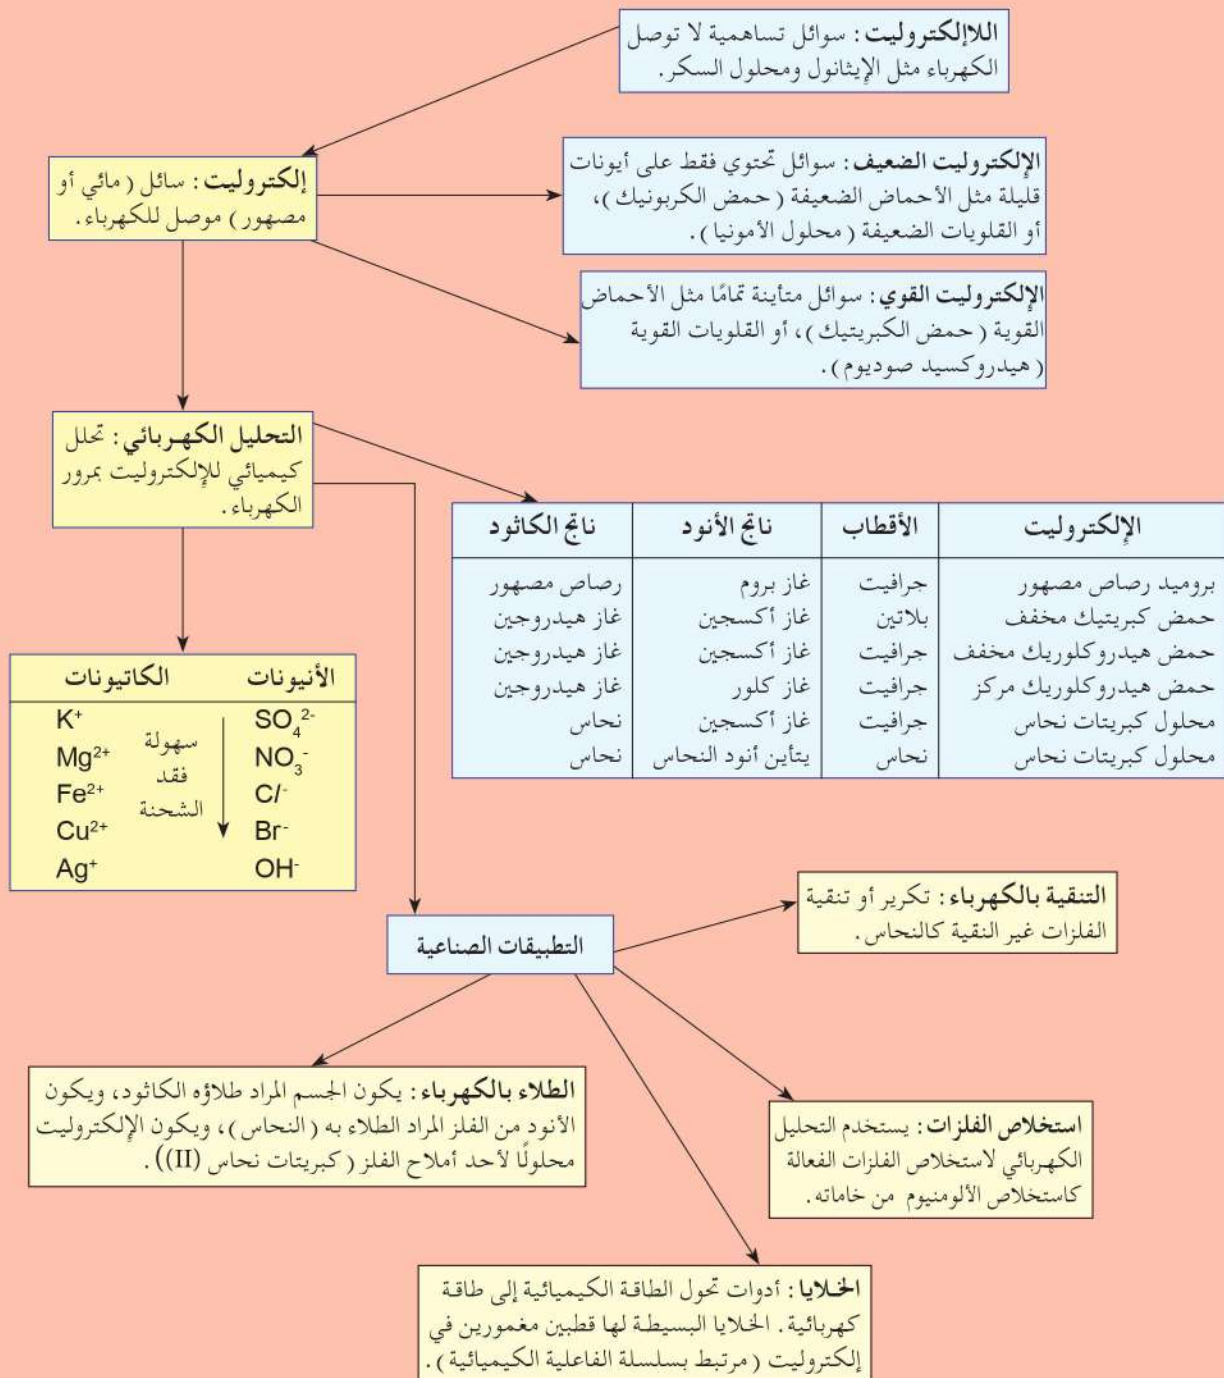 اللاإلكتروليت: سوائل تساهمية لا توصل
الكهرباء مثل الإيثانول ومحلول السكر.
إلكتروليت: سائل (مائي أو
مصهور) موصل للكهرباء.
الإلكتروليت الضعيف: سوائل تحتوي فقط على أيونات
قليلة مثل الأحماض الضعيفة (حمض الكربونيك)،
أو القلويات الضعيفة (محلول الأمونيا).
الإلكتروليت القوي: سوائل متأينة تمامًا مثل الأحماض
القوية (حمض الكبريتيك)، أو القلويات القوية
(هيدروكسيد صوديوم).
التحليل الكهربائي: تحلل
كيميائي للإلكتروليت بمرور
الكهرباء.
الإلكتروليت الأقطاب ناتج الأنود ناتج الكاثود
بروميد رصاص مصهور جرافيت غاز بروم رصاص مصهور
حمض كبريتيك مخفف بلاتين غاز أكسجين غاز هيدروجين
حمض هيدروكلوريك مخفف جرافيت غاز أكسجين غاز هيدروجين
حمض هيدروكلوريك مركز جرافيت غاز كلور غاز هيدروجين
محلول كبريتات نحاس جرافيت غاز أكسجين نحاس
محلول كبريتات نحاس نحاس يتأين أنود النحاس نحاس
الأنيونات الكاتيونات
SO₄²⁻ K⁺
سهولة
NO₃⁻ Mg²⁺
فقد
Cl⁻ Fe²⁺
الشحنة
Br⁻ Cu²⁺
OH⁻ Ag⁺
التطبيقات الصناعية
التنقية بالكهرباء: تكرير أو تنقية
الفلزات غير النقية كالنحاس.
الطلاء بالكهرباء: يكون الجسم المراد طلاؤه الكاثود، ويكون
الأنود من الفلز المراد الطلاء به (النحاس)، ويكون الإلكتروليت
محلولًا لأحد أملاح الفلز (كبريتات نحاس (II)).
استخلاص الفلزات: يستخدم التحليل
الكهربائي لاستخلاص الفلزات الفعالة
كاستخلاص الألومنيوم من خاماته.
الخلايا: أدوات تحول الطاقة الكيميائية إلى طاقة
كهربائية. الخلايا البسيطة لها قطبين مغمورين في
إلكتروليت (مرتبط بسلسلة الفاعلية الكيميائية).